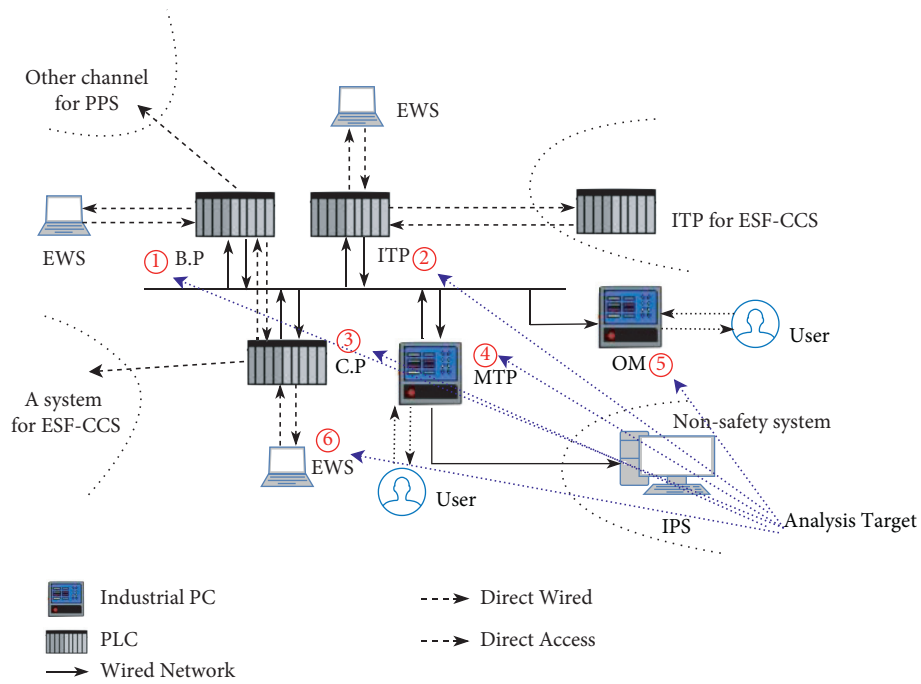 Other channel
for PPS
EWS
EWS
ITP for ESF-CCS
① B.P
ITP ②
③
C.P
④
MTP
OM ⑤
User
A system
for ESF-CCS
Non-safety system
⑥
EWS
User
IPS
Analysis Target
Industrial PC
PLC
Wired Network
Direct Wired
Direct Access